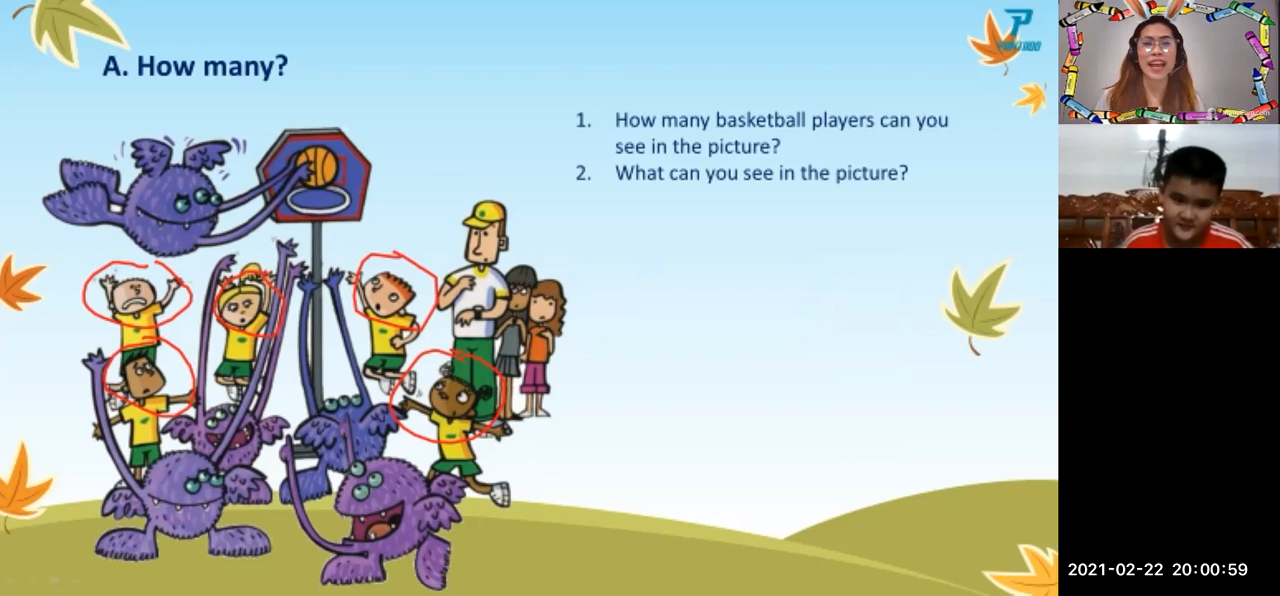 A. How many?
1. How many basketball players can you
see in the picture?
2. What can you see in the picture?
2021-02-22 20:00:59